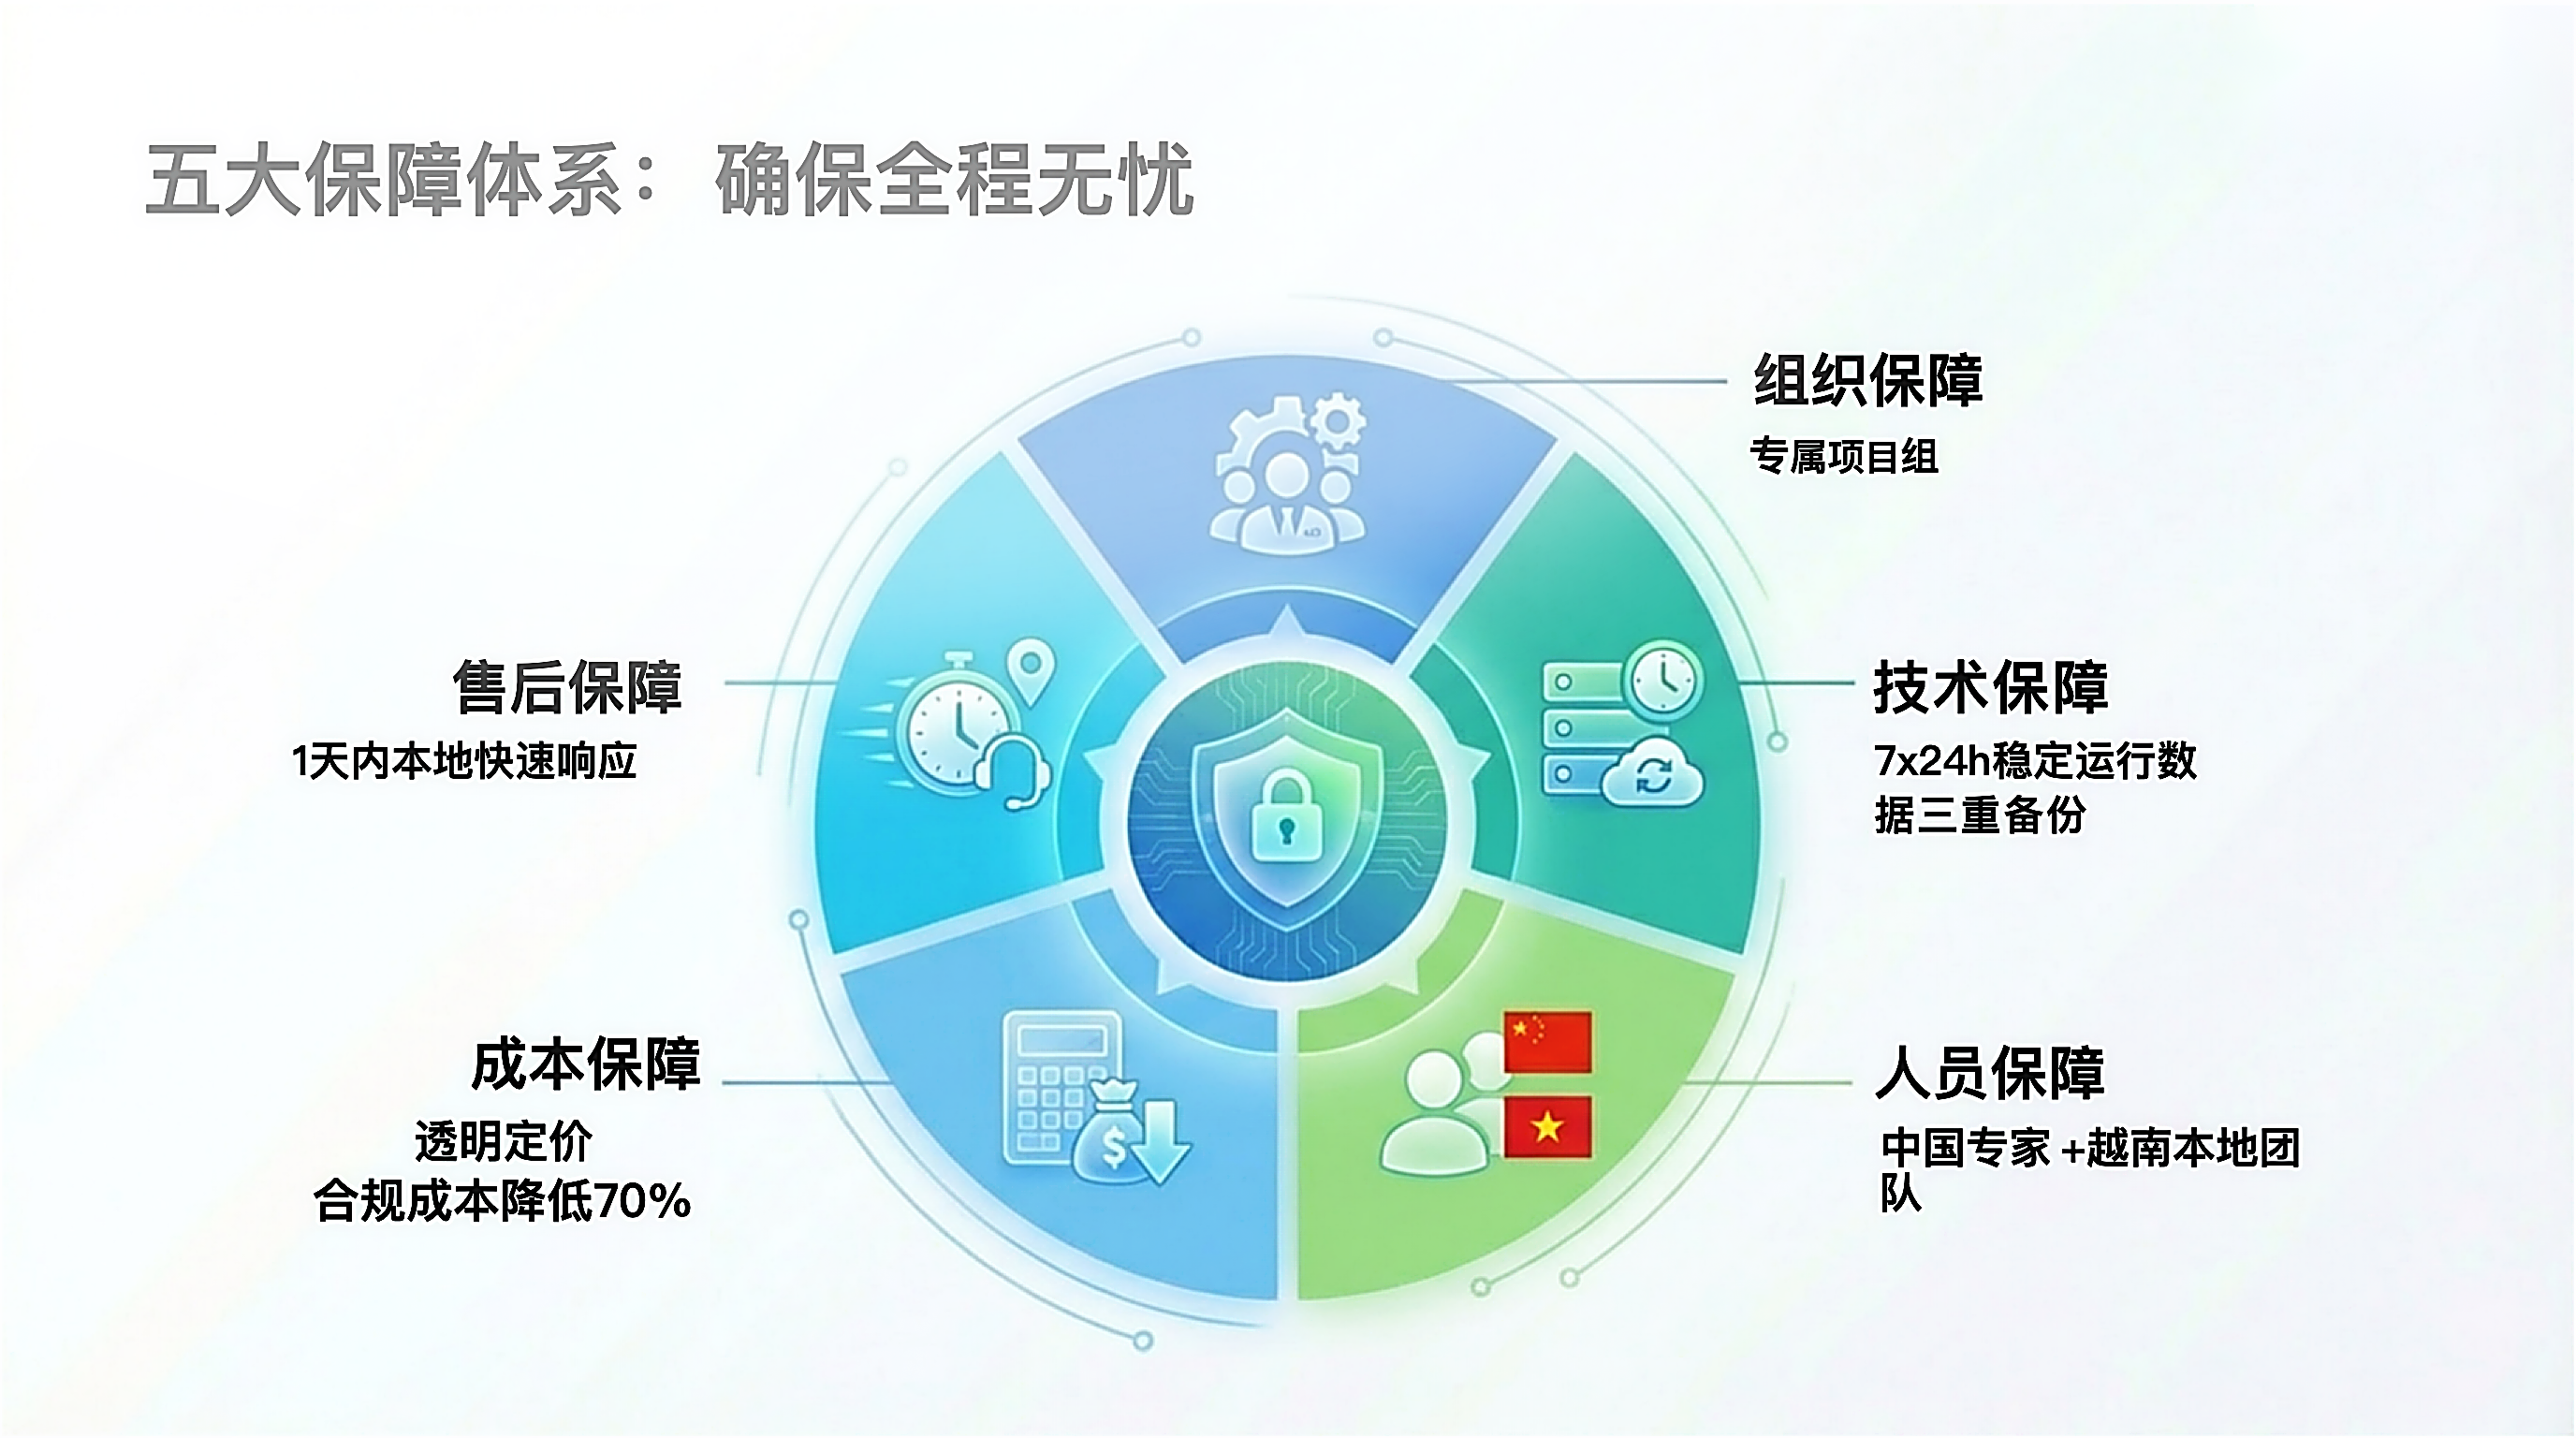 五大保障体系：确保全程无忧
组织保障
专属项目组
售后保障
1天内本地快速响应
技术保障
7x24h稳定运行数
据三重备份
成本保障
透明定价
合规成本降低70%
人员保障
中国专家 +越南本地团
队
$